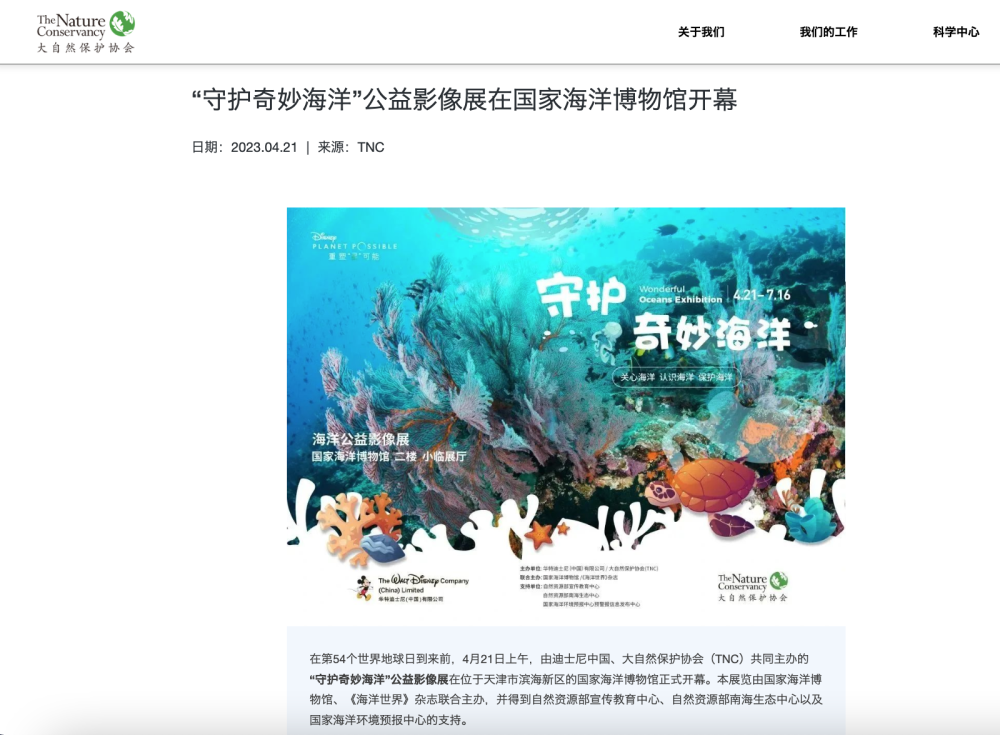 The Nature
Conservancy
大自然保护协会
关于我们 我们的工作 科学中心
“守护奇妙海洋”公益影像展在国家海洋博物馆开幕
日期：2023.04.21 | 来源：TNC
Disney
PLANET POSSIBLE
守护
Wonderful
Oceans Exhibition
4.21-7.16
奇妙海洋
关心海洋 认识海洋 保护海洋
海洋公益影像展
国家海洋博物馆 二楼 小临展厅
The Walt Disney Company
(China) Limited
华特迪士尼(中国)有限公司
主办单位: 华特迪士尼(中国)有限公司 / 大自然保护协会(TNC)
联合主办: 国家海洋博物馆 /《海洋世界》杂志
支持单位: 自然资源部宣传教育中心
自然资源部南海生态中心
The Nature
Conservancy
大自然保护协会
在第54个世界地球日到来前，4月21日上午，由迪士尼中国、大自然保护协会（TNC）共同主办的
“守护奇妙海洋”公益影像展在位于天津市滨海新区的国家海洋博物馆正式开幕。本展览由国家海洋博
物馆、《海洋世界》杂志联合主办，并得到自然资源部宣传教育中心、自然资源部南海生态中心以及
国家海洋环境预报中心的支持。